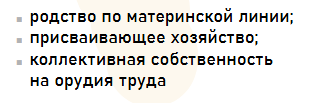 родство по материнской линии;
присваивающее хозяйство;
коллективная собственность
на орудия труда